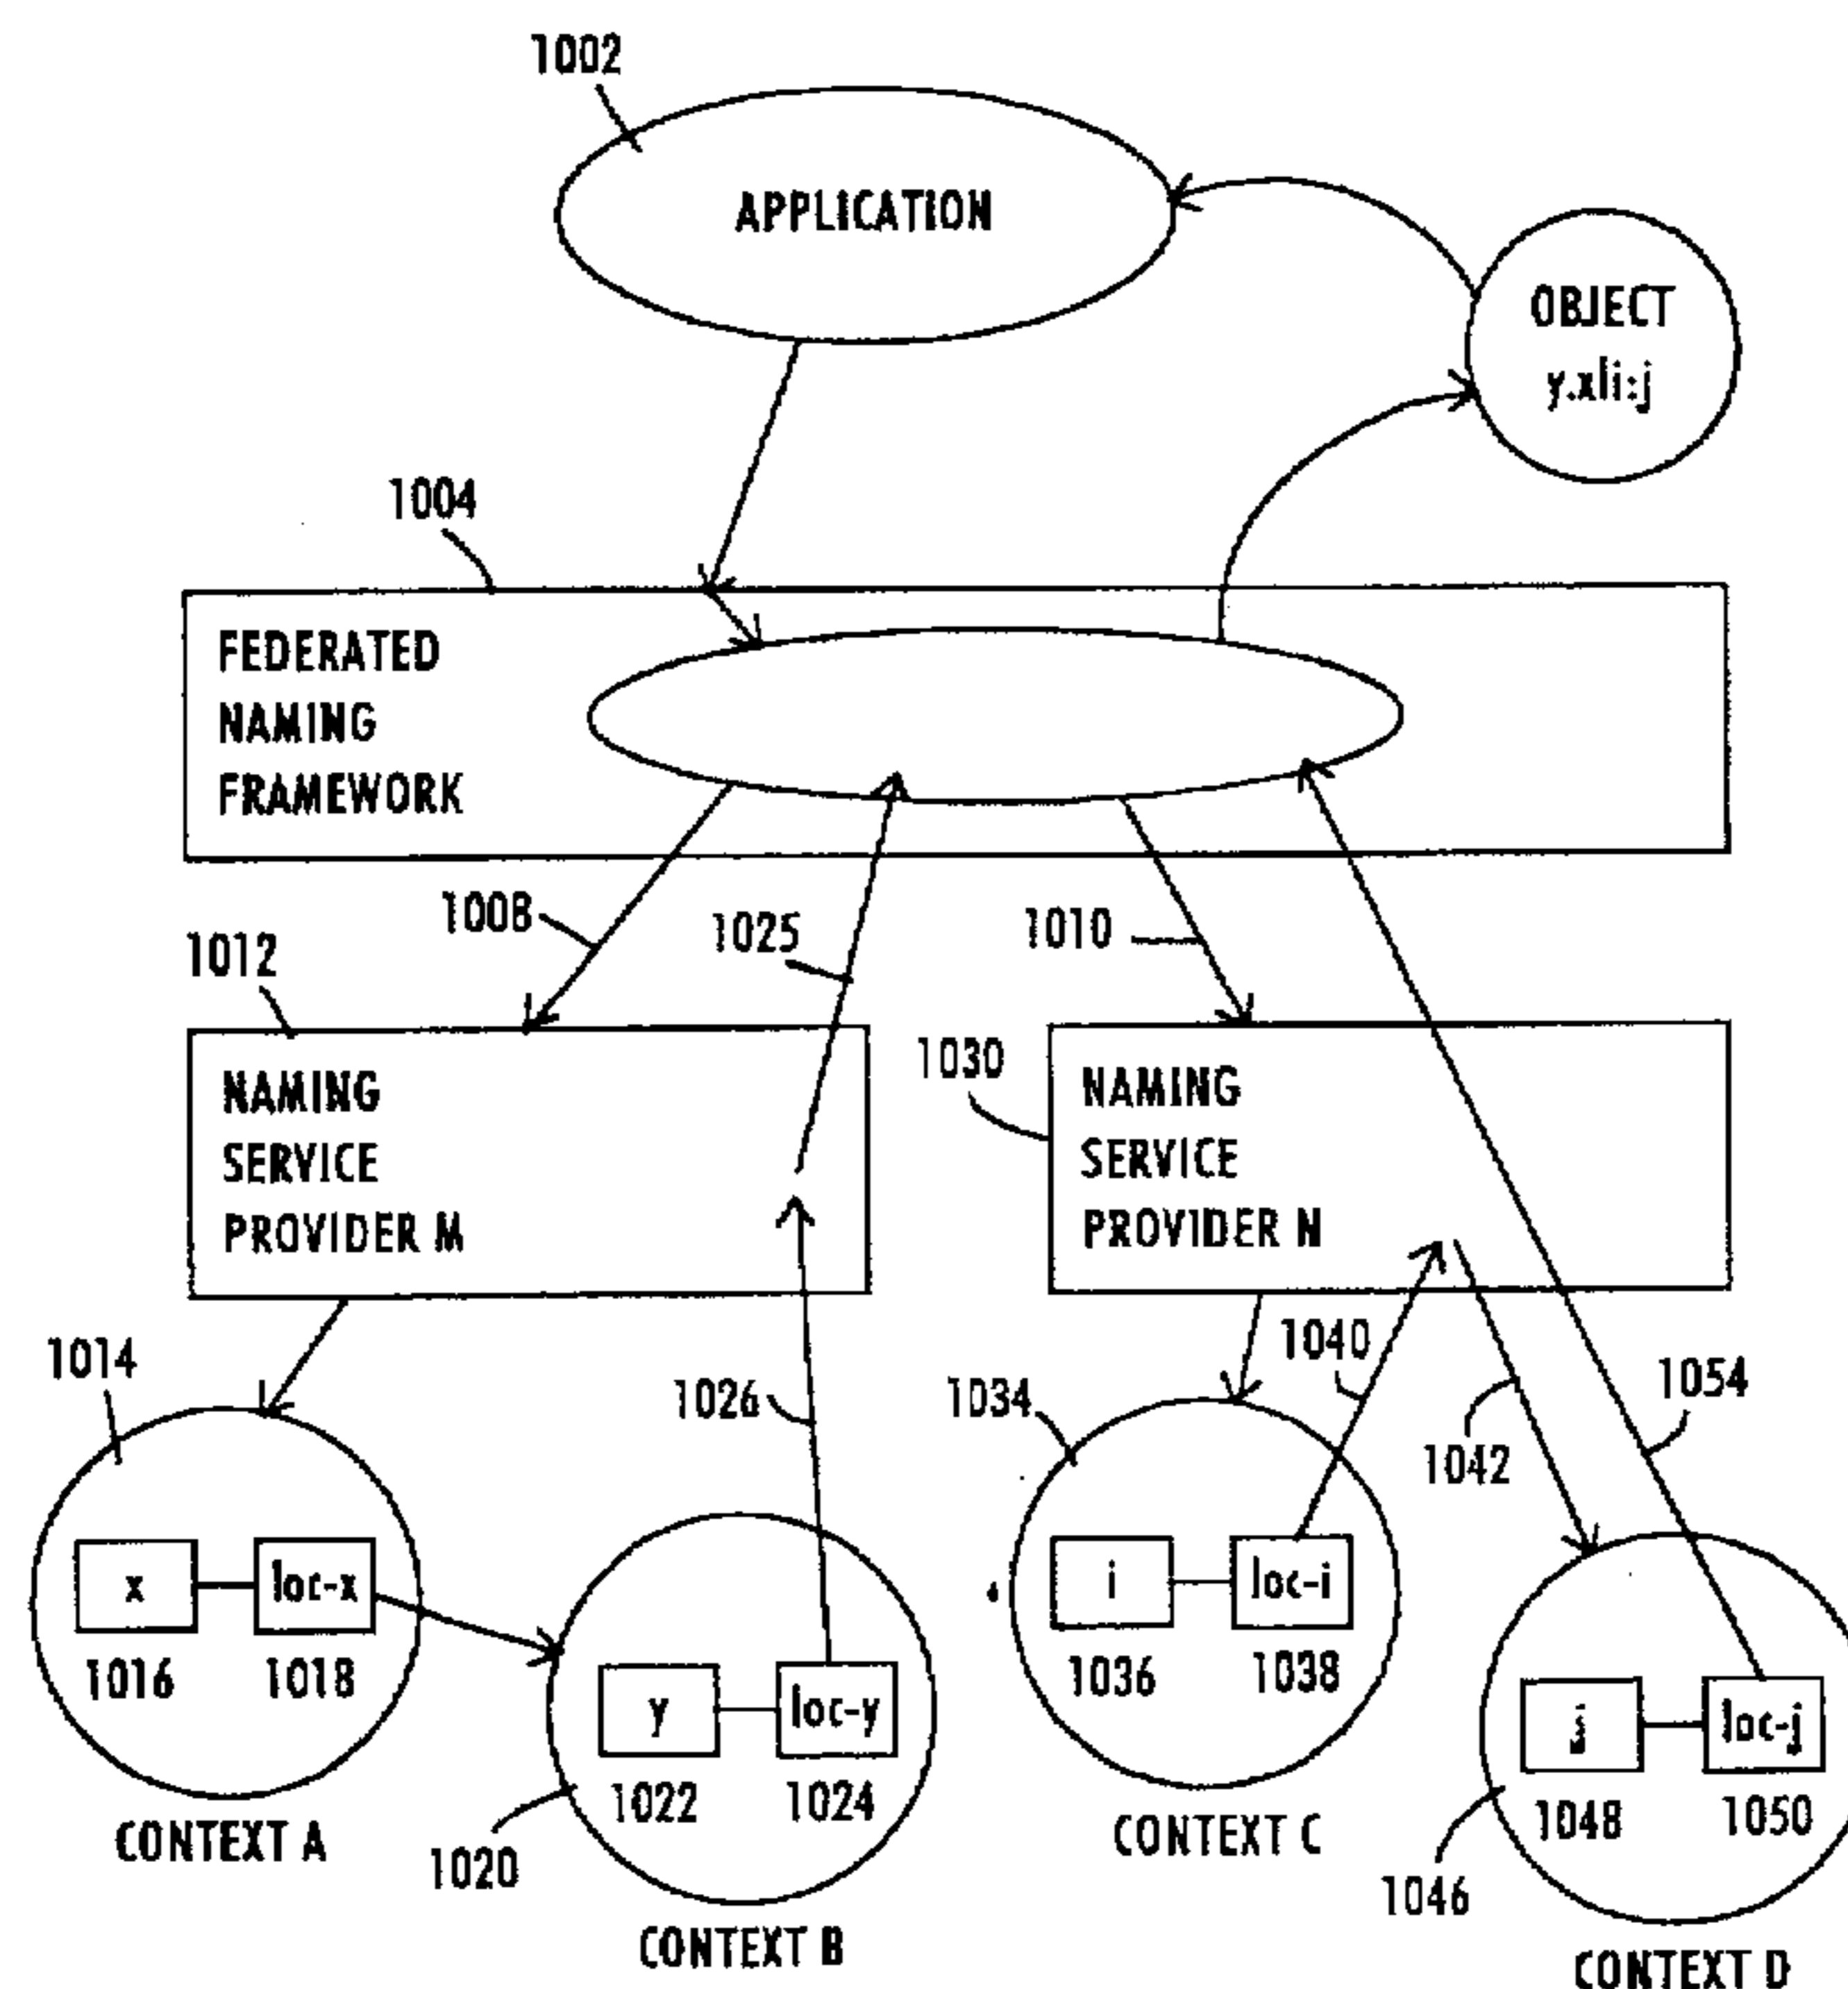 1002
APPLICATION
OBJECT
y.xli:j
1004
FEDERATED
NAMING
FRAMEWORK
1008
1025
1010
1012
1030
NAMING
SERVICE
PROVIDER M
NAMING
SERVICE
PROVIDER N
1014
1026
1034
1040
1042
1054
x
loc-x
1016
1018
y
loc-y
1022
1024
1020
i
loc-i
1036
1038
j
loc-j
1048
1050
1046
CONTEXT A
CONTEXT B
CONTEXT C
CONTEXT D